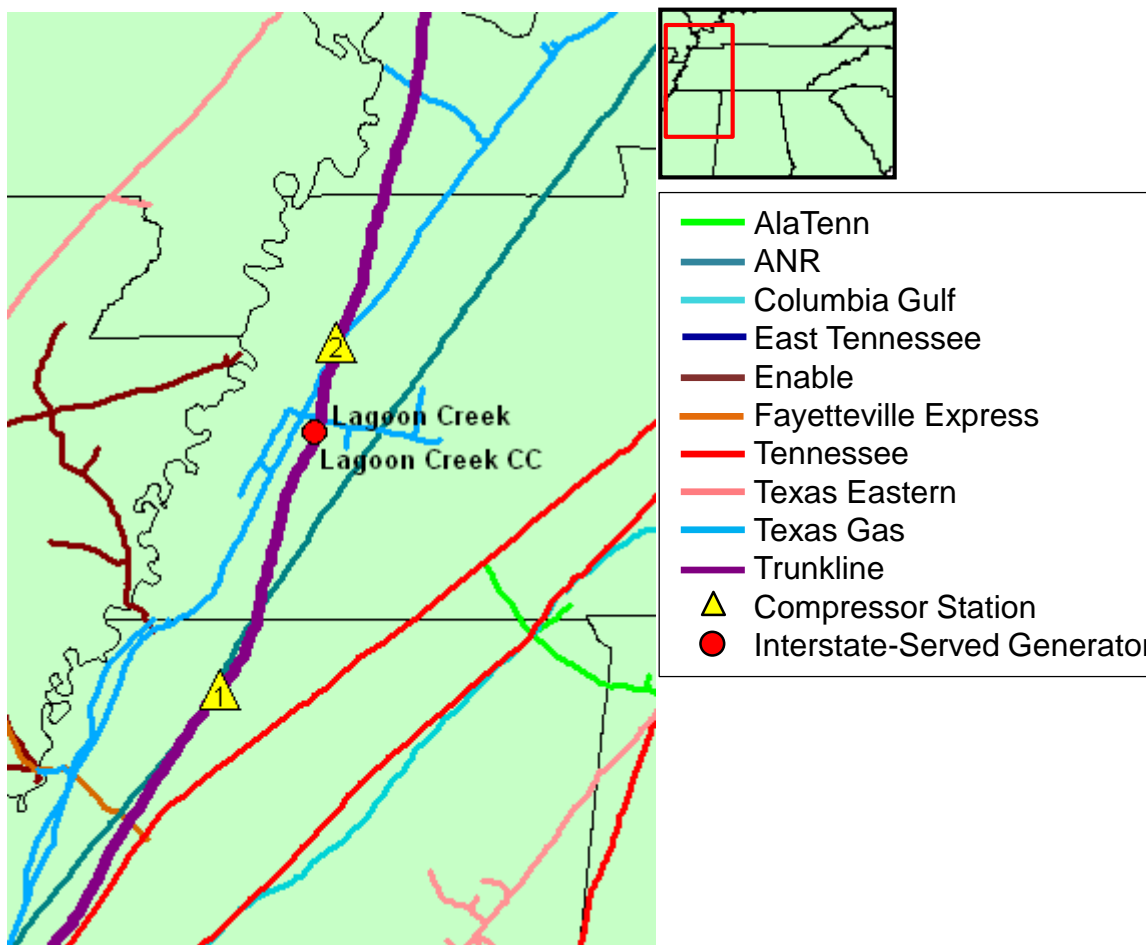 2
Lagoon Creek
Lagoon Creek CC
1
AlaTenn
ANR
Columbia Gulf
East Tennessee
Enable
Fayetteville Express
Tennessee
Texas Eastern
Texas Gas
Trunkline
Compressor Station
Interstate-Served Generator